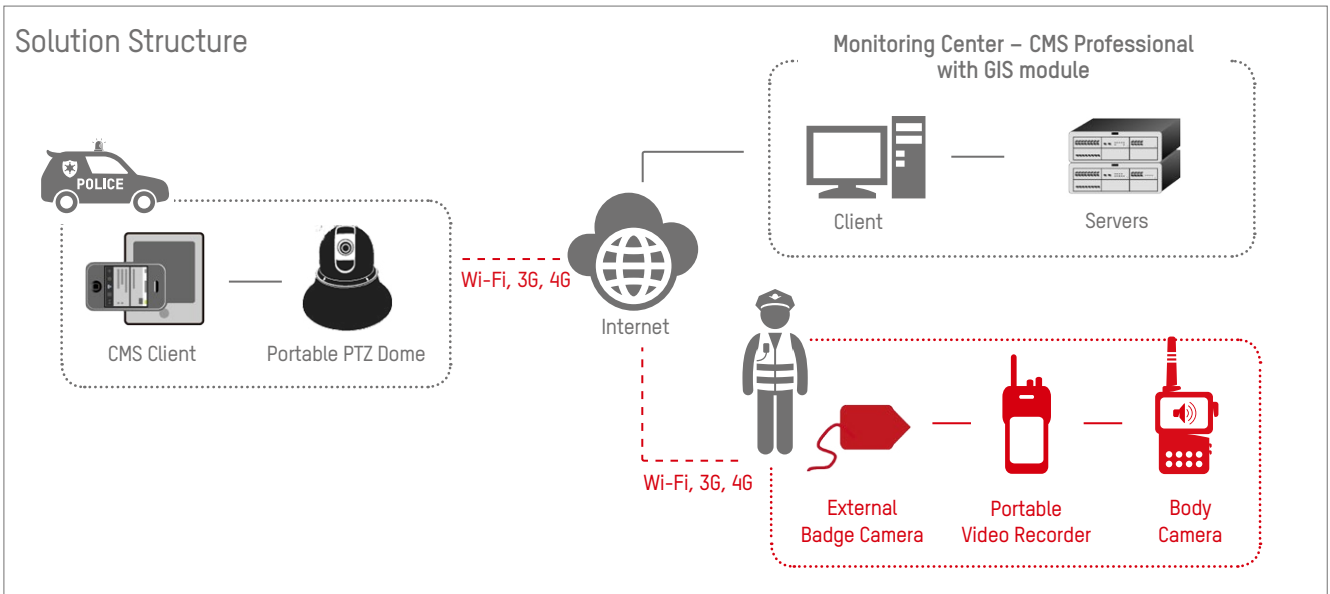 Solution Structure
Monitoring Center – CMS Professional
with GIS module
POLICE
Client
Servers
CMS Client
Portable PTZ Dome
Wi-Fi, 3G, 4G
Internet
Wi-Fi, 3G, 4G
External
Badge Camera
Portable
Video Recorder
Body
Camera